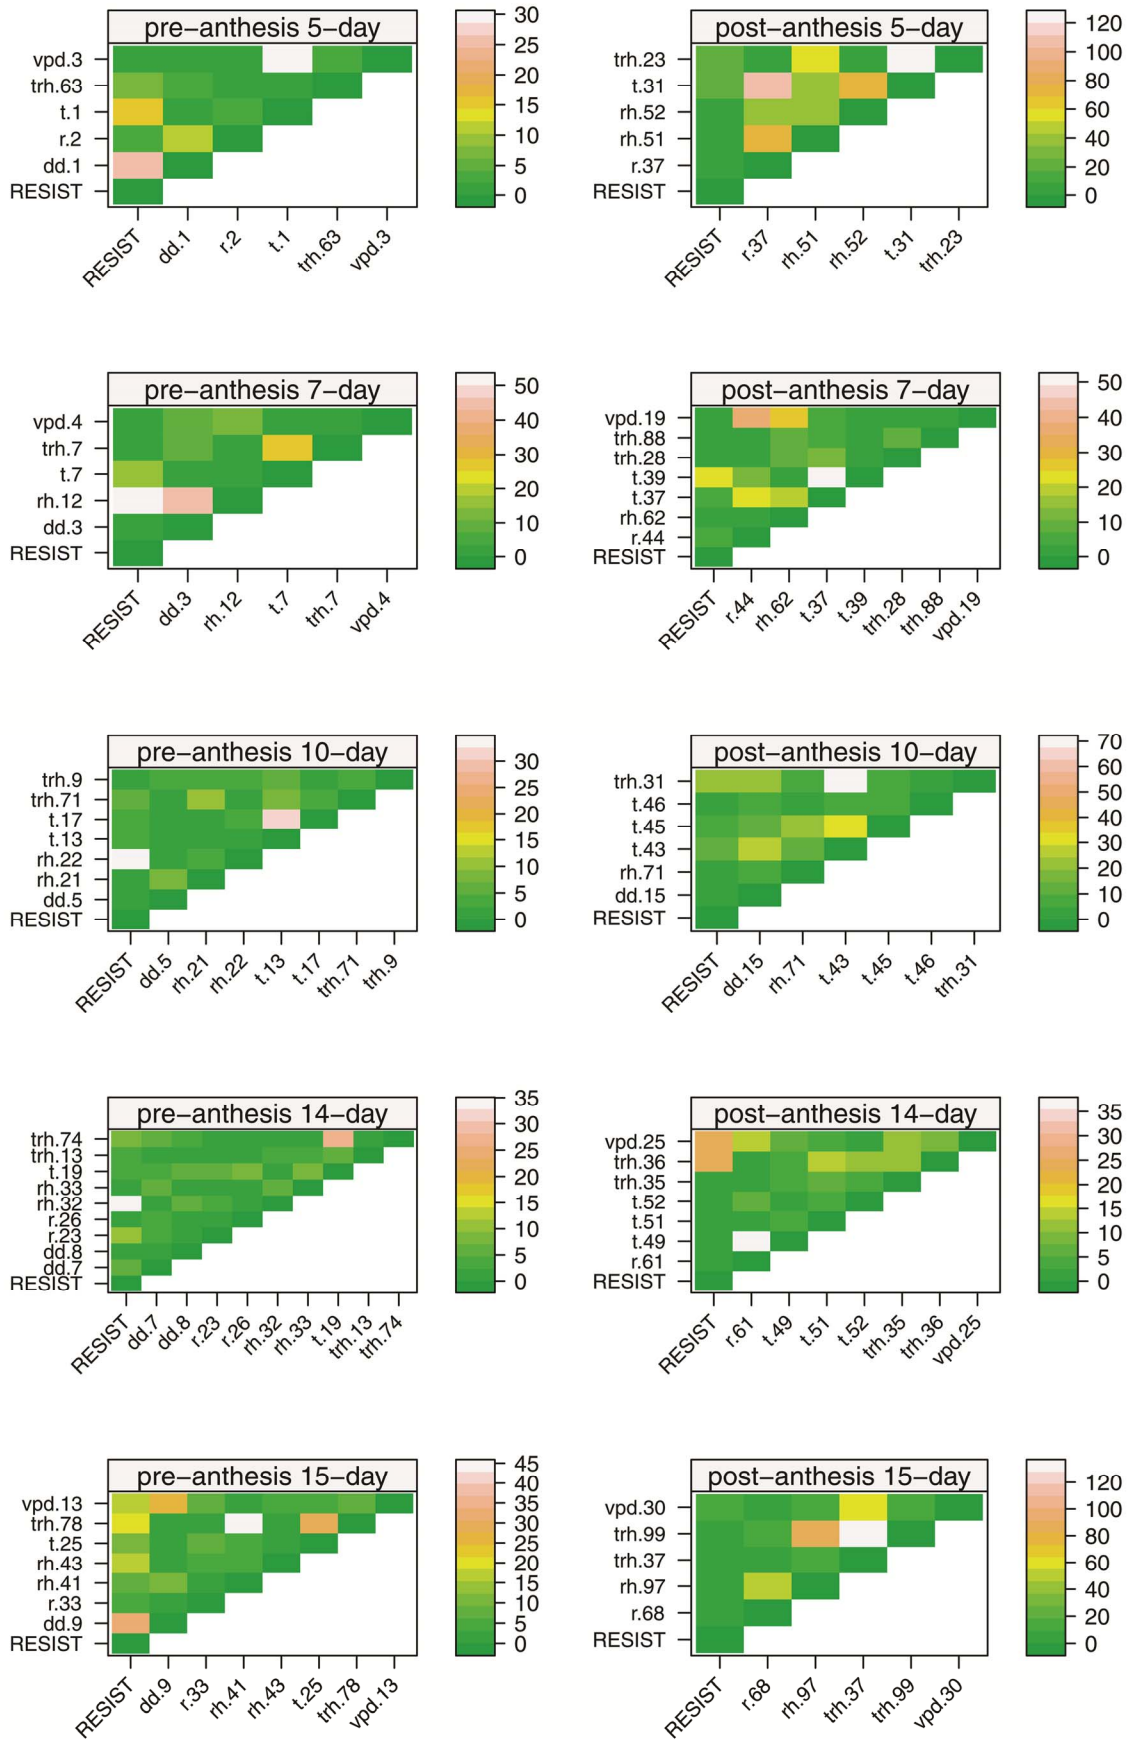 pre−anthesis 5−day
vpd.3
trh.63
t.1
r.2
dd.1
RESIST
RESIST dd.1 r.2 t.1 trh.63 vpd.3
30
25
20
15
10
5
0
post−anthesis 5−day
trh.23
t.31
rh.52
rh.51
r.37
RESIST
RESIST r.37 rh.51 rh.52 t.31 trh.23
120
100
80
60
40
20
0
pre−anthesis 7−day
vpd.4
trh.7
t.7
rh.12
dd.3
RESIST
RESIST dd.3 rh.12 t.7 trh.7 vpd.4
50
40
30
20
10
0
post−anthesis 7−day
vpd.19
trh.88
trh.28
t.39
t.37
rh.62
r.44
RESIST
RESIST r.44 rh.62 t.37 t.39 trh.28 trh.88 vpd.19
50
40
30
20
10
0
pre−anthesis 10−day
trh.9
trh.71
t.17
t.13
rh.22
rh.21
dd.5
RESIST
RESIST dd.5 rh.21 rh.22 t.13 t.17 trh.71 trh.9
30
25
20
15
10
5
0
post−anthesis 10−day
trh.31
t.46
t.45
t.43
rh.71
dd.15
RESIST
RESIST dd.15 rh.71 t.43 t.45 t.46 trh.31
70
60
50
40
30
20
10
0
pre−anthesis 14−day
trh.74
trh.13
t.19
rh.33
rh.32
r.26
r.23
dd.8
dd.7
RESIST
RESIST dd.7 dd.8 r.23 r.26 rh.32 rh.33 t.19 trh.13 trh.74
35
30
25
20
15
10
5
0
post−anthesis 14−day
vpd.25
trh.36
trh.35
t.52
t.51
t.49
r.61
RESIST
RESIST r.61 t.49 t.51 t.52 trh.35 trh.36 vpd.25
35
30
25
20
15
10
5
0
pre−anthesis 15−day
vpd.13
trh.78
t.25
rh.43
rh.41
r.33
dd.9
RESIST
RESIST dd.9 r.33 rh.41 rh.43 t.25 trh.78 vpd.13
45
40
35
30
25
20
15
10
5
0
post−anthesis 15−day
vpd.30
trh.99
trh.37
rh.97
r.68
RESIST
RESIST r.68 rh.97 trh.37 trh.99 vpd.30
120
100
80
60
40
20
0